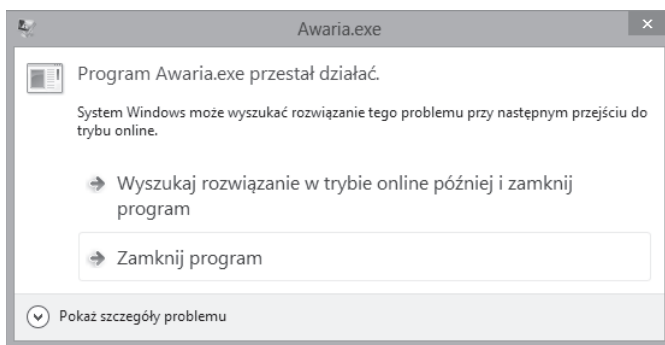 Awaria.exe
Program Awaria.exe przestał działać.
System Windows może wyszukać rozwiązanie tego problemu przy następnym przejściu do
trybu online.
Wyszukaj rozwiązanie w trybie online później i zamknij
program
Zamknij program
Pokaż szczegóły problemu